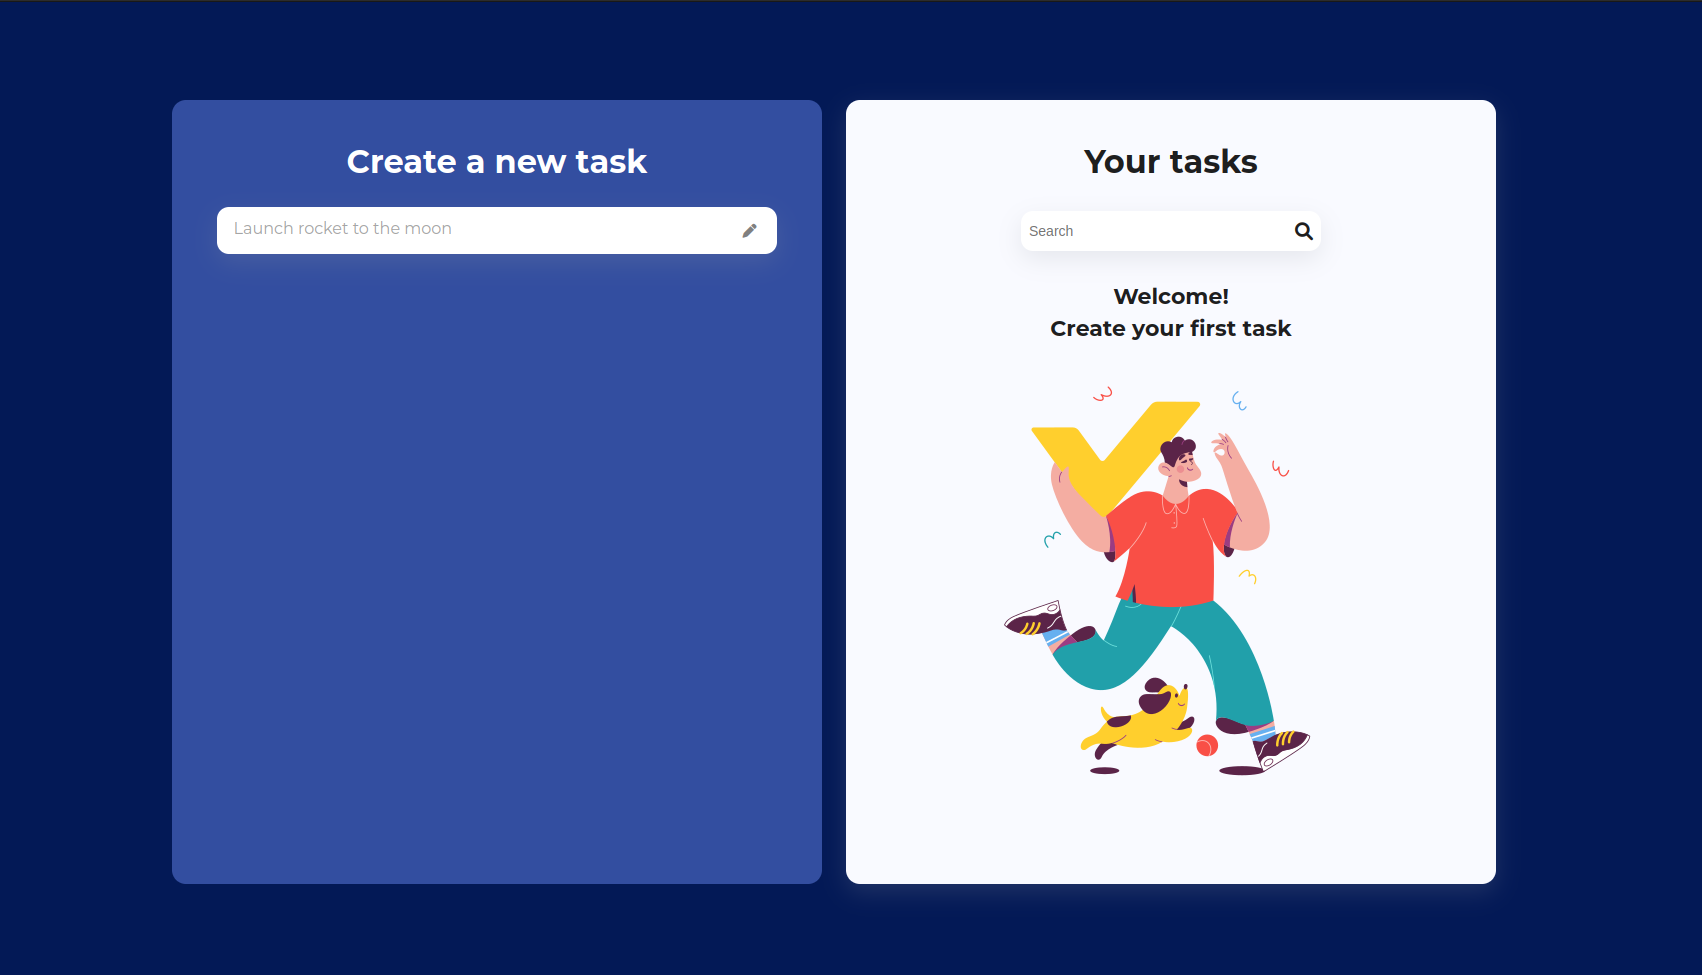 Create a new task
Launch rocket to the moon
Your tasks
Search
Welcome!
Create your first task